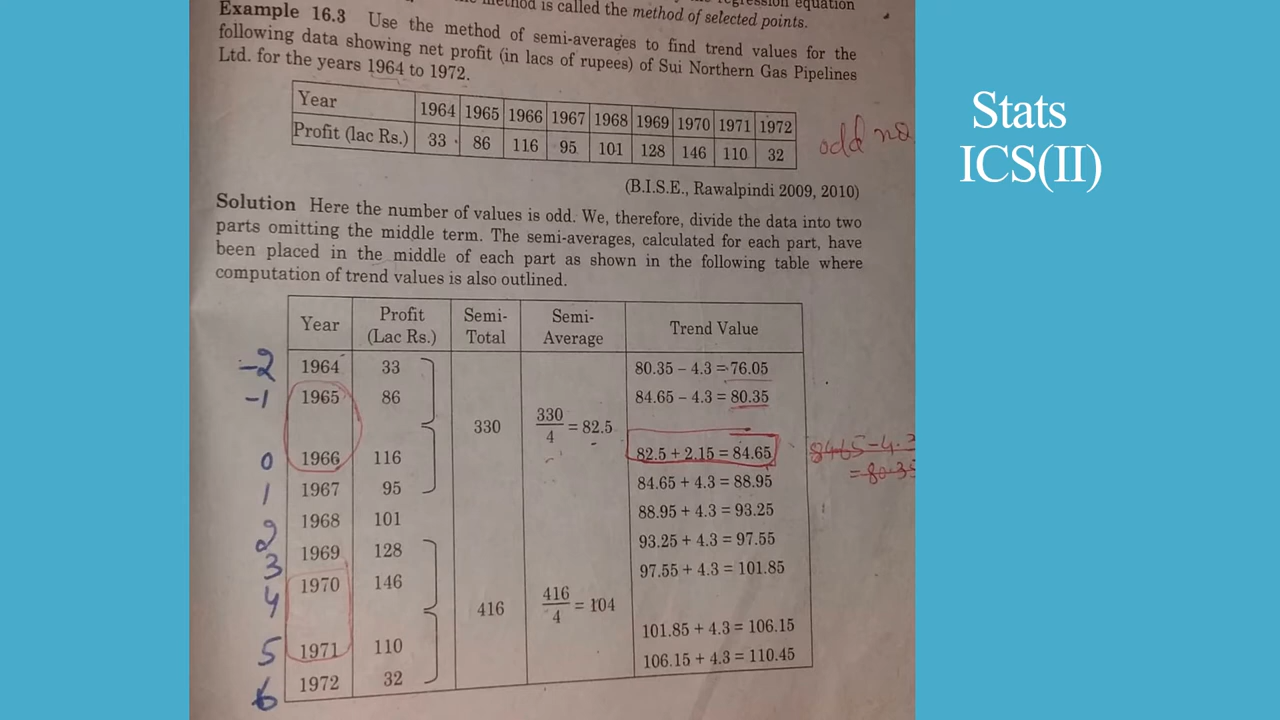 method is called the method of selected points.
regression equation
Example 16.3 Use the method of semi-averages to find trend values for the
following data showing net profit (in lacs of rupees) of Sui Northern Gas Pipelines
Ltd. for the years 1964 to 1972.
Year 1964 1965 1966 1967 1968 1969 1970 1971 1972
Profit (lac Rs.) 33 86 116 95 101 128 146 110 32
odd no.
(B.I.S.E., Rawalpindi 2009, 2010)
Solution Here the number of values is odd. We, therefore, divide the data into two
parts omitting the middle term. The semi-averages, calculated for each part, have
been placed in the middle of each part as shown in the following table where
computation of trend values is also outlined.
Year Profit (Lac Rs.) Semi-Total Semi-Average Trend Value
-2 1964 33 80.35 – 4.3 = 76.05
-1 1965 86 84.65 – 4.3 = 80.35
330 330/4 = 82.5
0 1966 116 82.5 + 2.15 = 84.65
84.65 – 4.3
= 80.35
1 1967 95 84.65 + 4.3 = 88.95
2 1968 101 88.95 + 4.3 = 93.25
3 1969 128 93.25 + 4.3 = 97.55
4 1970 146 97.55 + 4.3 = 101.85
416 416/4 = 104
5 1971 110 101.85 + 4.3 = 106.15
6 1972 32 106.15 + 4.3 = 110.45
Stats
ICS(II)